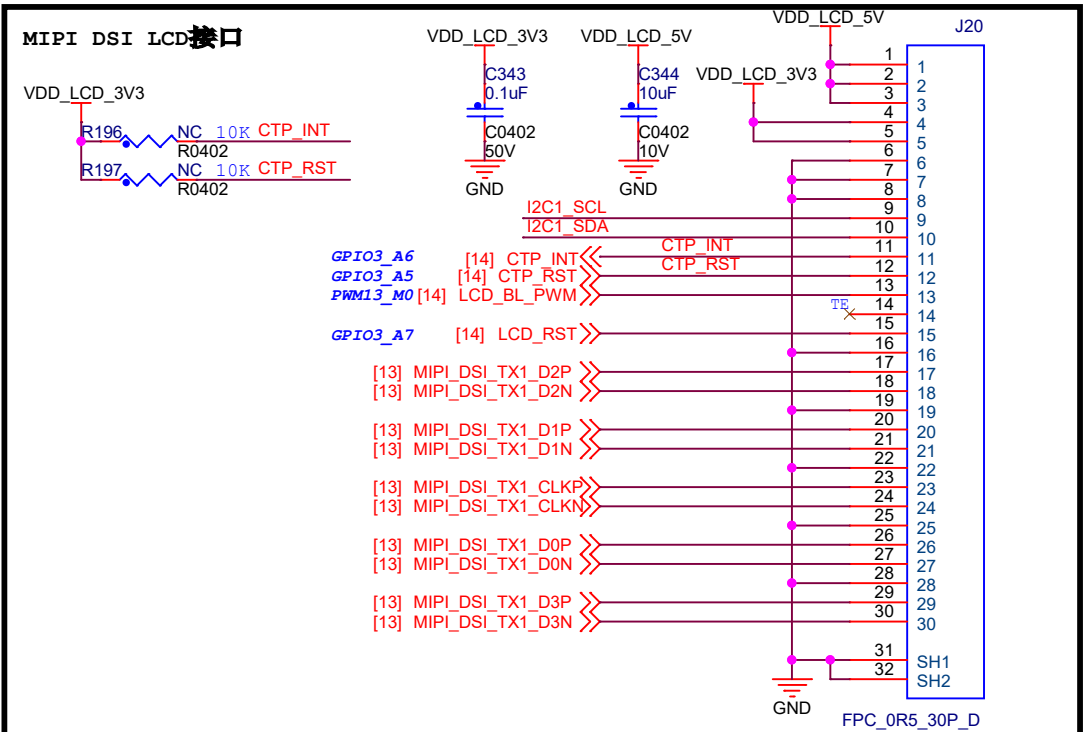 MIPI DSI LCD接口
VDD_LCD_3V3
R196 NC 10K CTP_INT
R0402
R197 NC 10K CTP_RST
R0402
VDD_LCD_3V3
C343
0.1uF
C0402
50V
GND
VDD_LCD_5V
C344
10uF
C0402
10V
GND
VDD_LCD_5V
J20
VDD_LCD_3V3
1 1
2 2
3 3
4 4
5 5
6 6
7 7
8 8
I2C1_SCL 9 9
I2C1_SDA 10 10
GPIO3_A6 [14] CTP_INT CTP_INT 11 11
GPIO3_A5 [14] CTP_RST CTP_RST 12 12
PWM13_M0 [14] LCD_BL_PWM 13 13
TE 14 14
GPIO3_A7 [14] LCD_RST 15 15
16 16
[13] MIPI_DSI_TX1_D2P 17 17
[13] MIPI_DSI_TX1_D2N 18 18
19 19
[13] MIPI_DSI_TX1_D1P 20 20
[13] MIPI_DSI_TX1_D1N 21 21
22 22
[13] MIPI_DSI_TX1_CLKP 23 23
[13] MIPI_DSI_TX1_CLKN 24 24
25 25
[13] MIPI_DSI_TX1_D0P 26 26
[13] MIPI_DSI_TX1_D0N 27 27
28 28
[13] MIPI_DSI_TX1_D3P 29 29
[13] MIPI_DSI_TX1_D3N 30 30
31 SH1
32 SH2
GND
FPC_0R5_30P_D